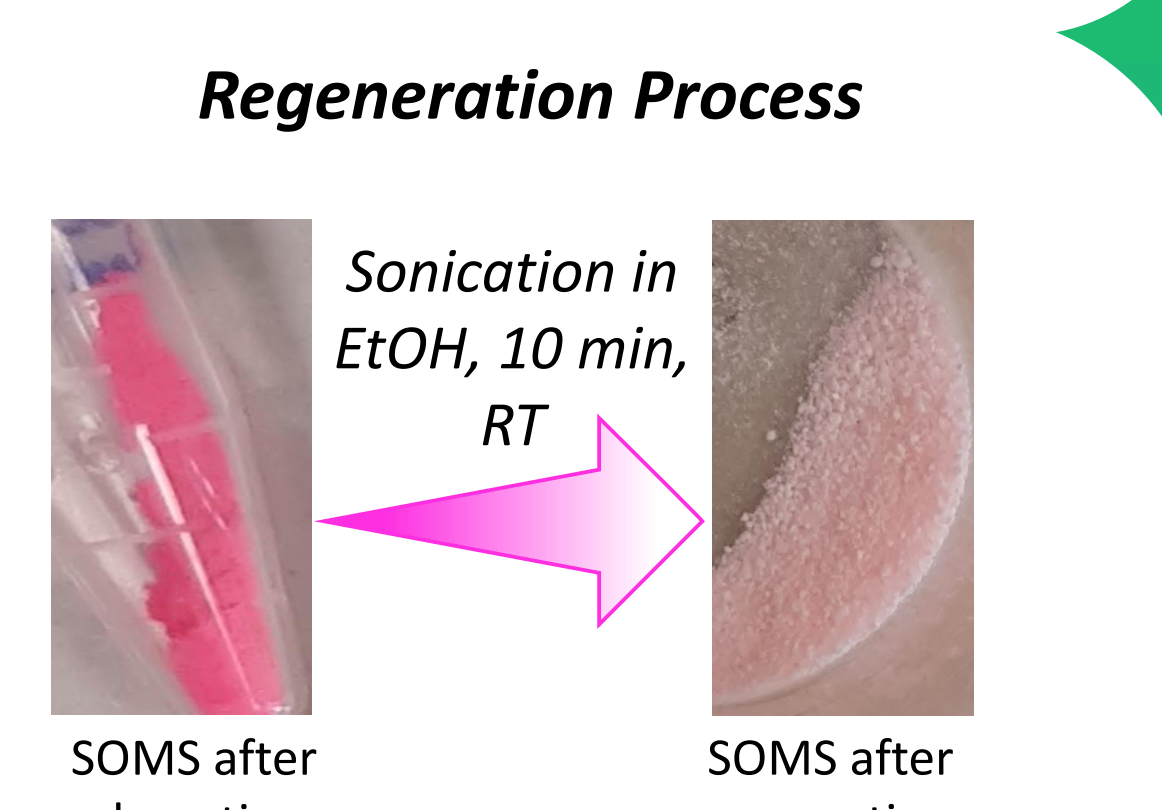 Regeneration Process
Sonication in
EtOH, 10 min,
RT
SOMS after
SOMS after